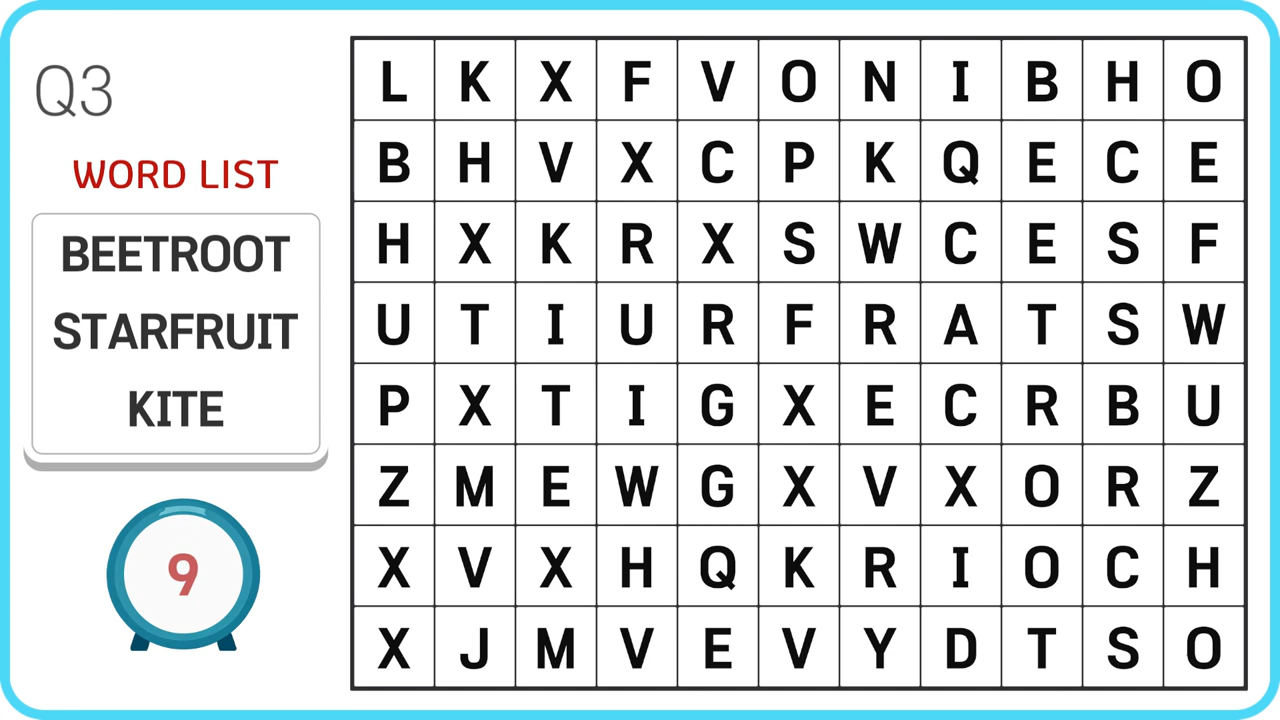 Q3
WORD LIST
BEETROOT
STARFRUIT
KITE
9
L K X F V O N I B H O
B H V X C P K Q E C E
H X K R X S W C E S F
U T I U R F R A T S W
P X T I G X E C R B U
Z M E W G X V X O R Z
X V X H Q K R I O C H
X J M V E V Y D T S O